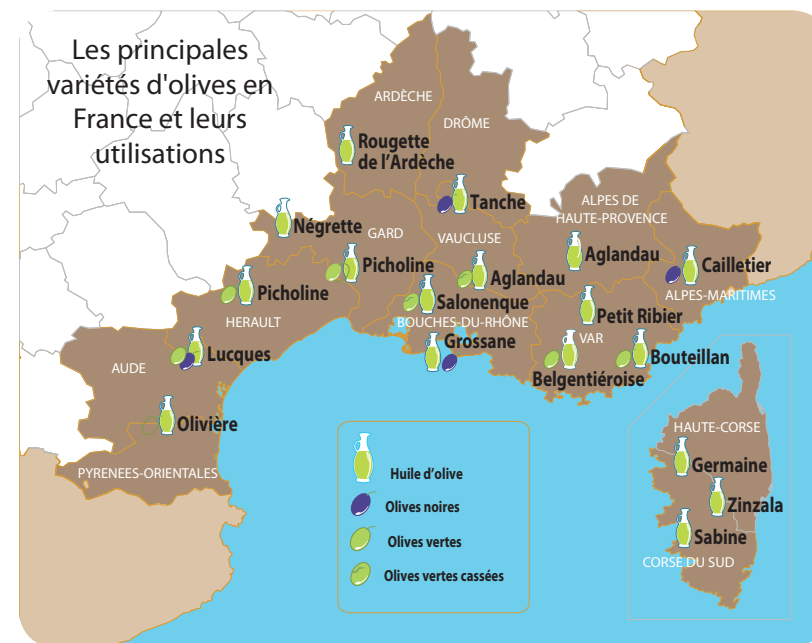 Les principales
variétés d'olives en
France et leurs
utilisations
ARDÈCHE
DRÔME
Rougette
de l'Ardèche
Tanche
ALPES DE
HAUTE-PROVENCE
Négrette
GARD
VAUCLUSE
Picholine
Aglandau
Aglandau
Cailletier
Picholine
Salonenque
ALPES-MARITIMES
HERAULT
BOUCHES-DU-RHÔNE
Petit Ribier
Grossane
VAR
Lucques
Bouteillan
AUDE
Belgentiéroise
Olivière
HAUTE-CORSE
PYRENEES-ORIENTALES
Germaine
Zinzala
Sabine
CORSE DU SUD
Huile d'olive
Olives noires
Olives vertes
Olives vertes cassées